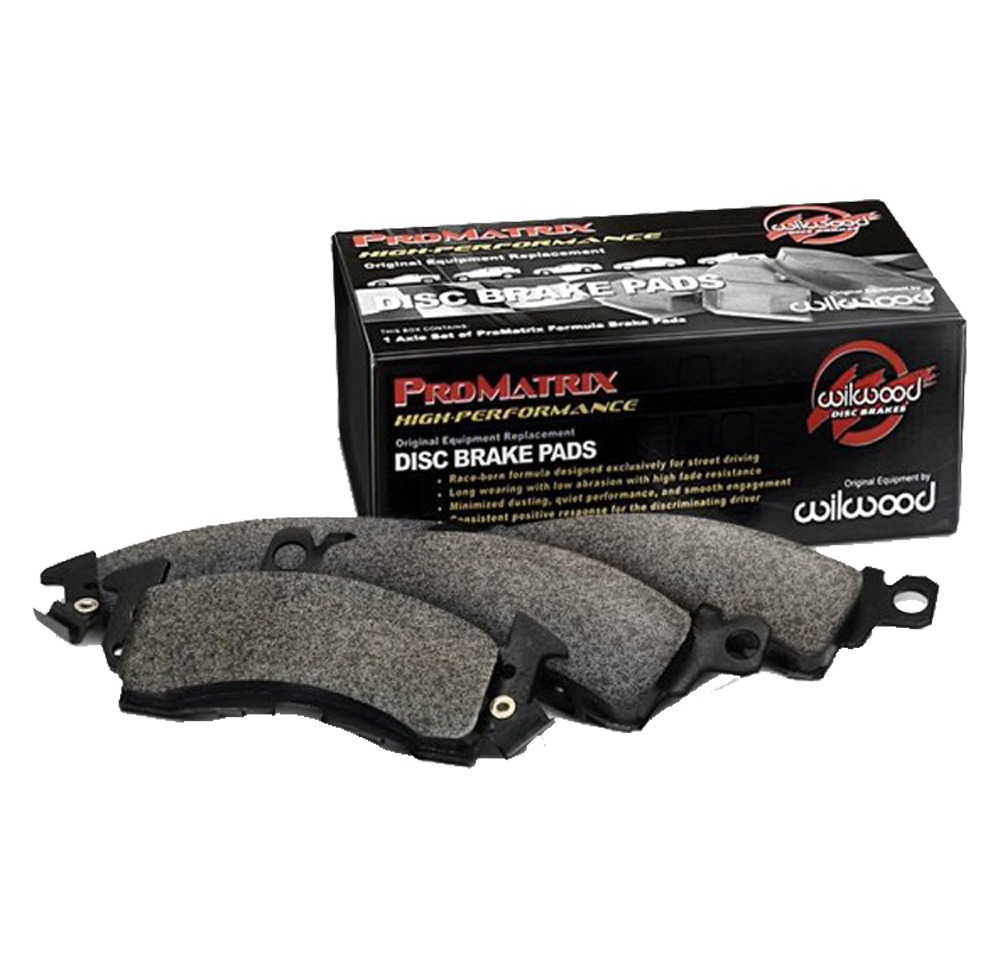 PROMATRIX
HIGH-PERFORMANCE
Original Equipment Replacement
DISC BRAKE PADS
THIS BOX CONTAINS:
1 Axle Set of ProMatrix Formula Brake Pads
wilwood
DISC BRAKES
Original Equipment by
wilwood
PROMATRIX
HIGH-PERFORMANCE
Original Equipment Replacement
DISC BRAKE PADS
• Race-born formula designed exclusively for street driving
• Long wearing with low abrasion with high fade resistance
• Minimized dusting, quiet performance, and smooth engagement
• Consistent positive response for the discriminating driver
wilwood
DISC BRAKES
Original Equipment by
wilwood